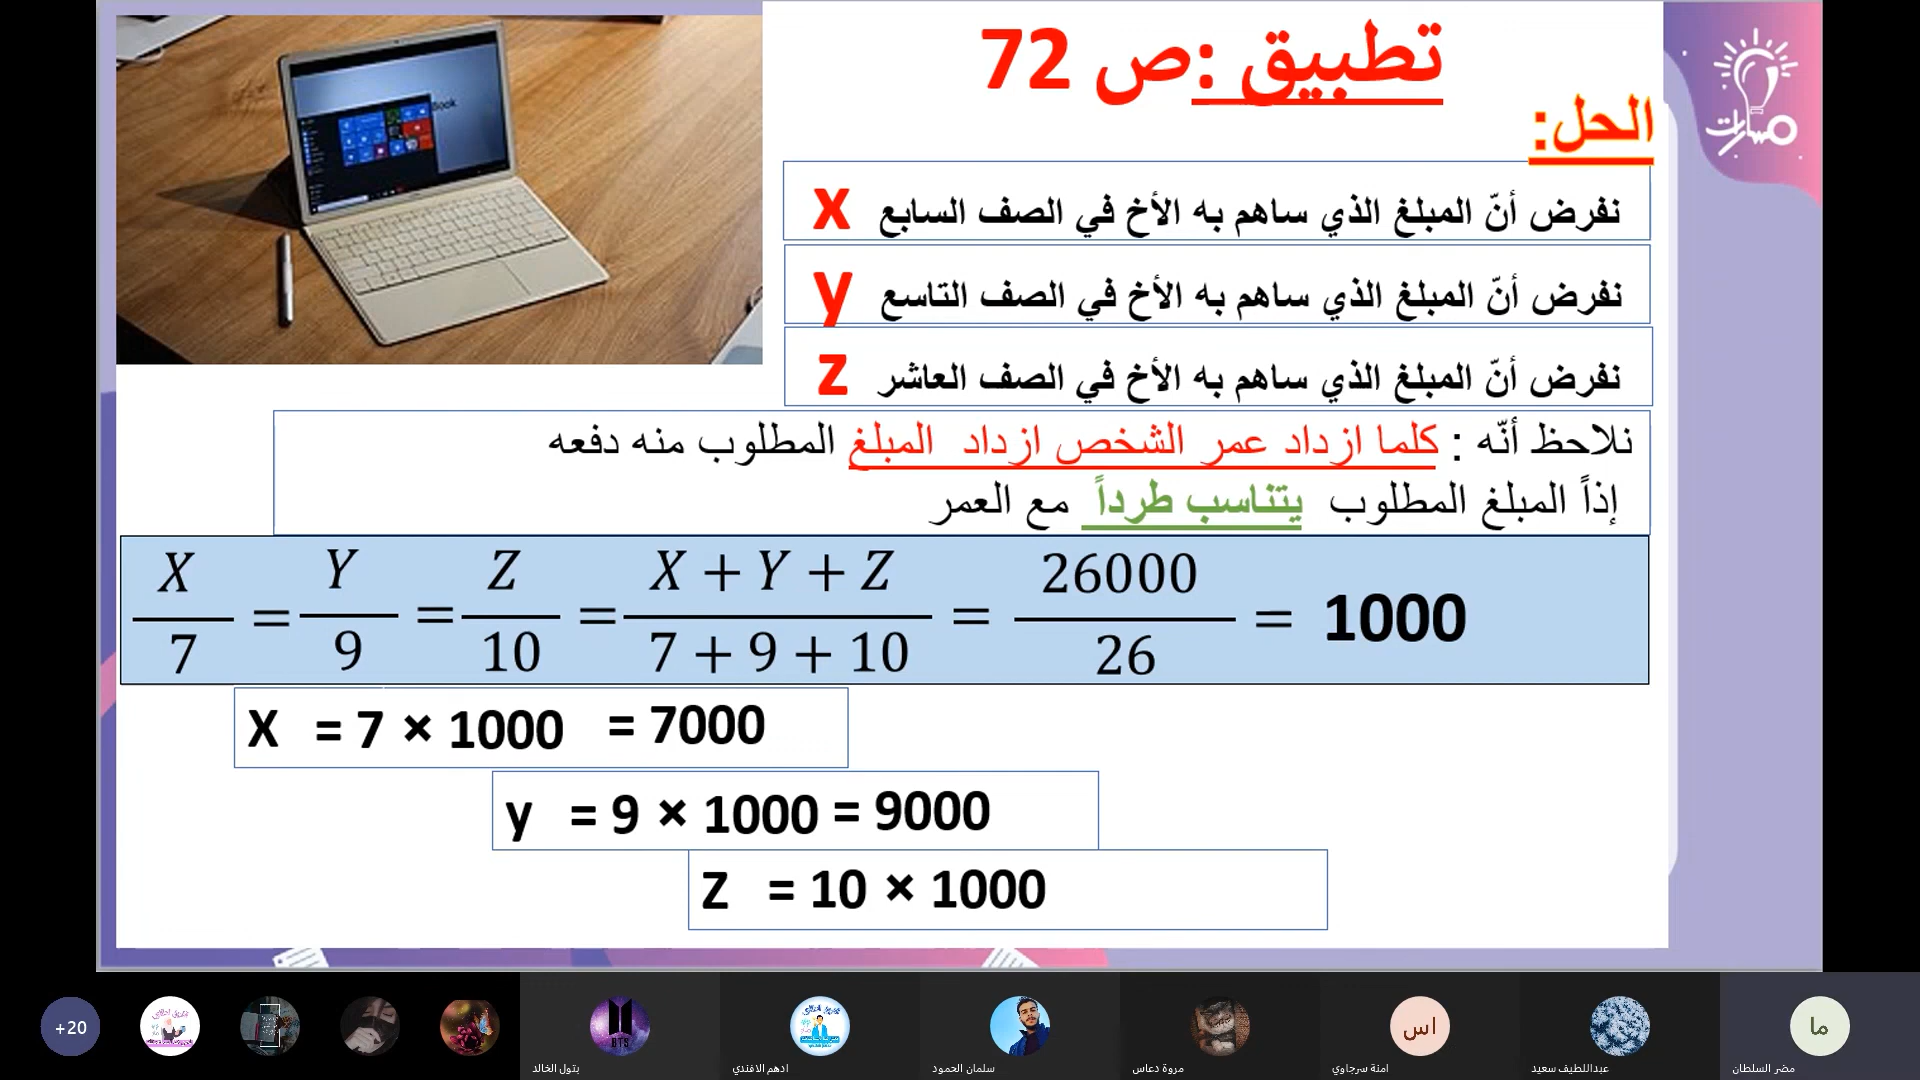 تطبيق :ص 72
الحل:
مسارات
Book
نفرض أنّ المبلغ الذي ساهم به الأخ في الصف السابع x
نفرض أنّ المبلغ الذي ساهم به الأخ في الصف التاسع y
نفرض أنّ المبلغ الذي ساهم به الأخ في الصف العاشر z
نلاحظ أنّه : كلما ازداد عمر الشخص ازداد المبلغ المطلوب منه دفعه
إذاً المبلغ المطلوب يتناسب طرداً مع العمر
X/7 = Y/9 = Z/10 = X + Y + Z/7 + 9 + 10 = 26000/26 = 1000
X = 7 × 1000 = 7000
y = 9 × 1000 = 9000
Z = 10 × 1000
+20
BTS
بتول الخالد
ادهم الافندي
سلمان الحمود
مروة دعاس
اس
امنة سرجاوي
عبداللطيف سعيد
ما
مضر السلطان